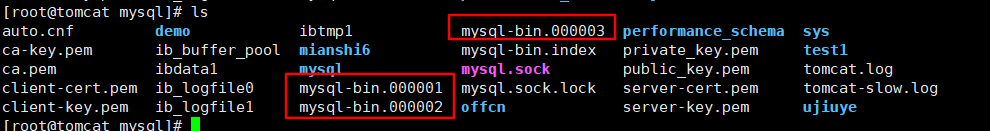 [root@tomcat mysql]# ls
auto.cnf demo ibtmp1 mysql-bin.000003 performance_schema sys
ca-key.pem ib_buffer_pool mianshi6 mysql-bin.index private_key.pem test1
ca.pem ibdata1 mysql mysql.sock public_key.pem tomcat.log
client-cert.pem ib_logfile0 mysql-bin.000001 mysql.sock.lock server-cert.pem tomcat-slow.log
client-key.pem ib_logfile1 mysql-bin.000002 offcn server-key.pem ujiuye
[root@tomcat mysql]#